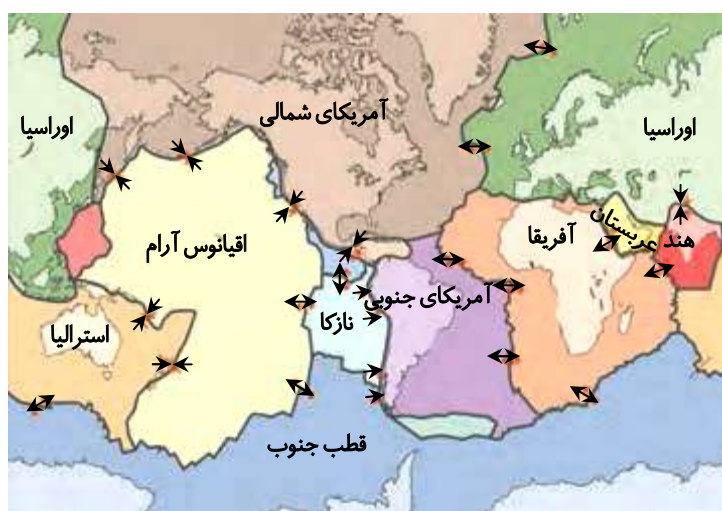 آمریکای شمالی
اوراسیا
اوراسیا
عربستان
هند
آفریقا
اقیانوس آرام
آمریکای جنوبی
نازکا
استرالیا
قطب جنوب